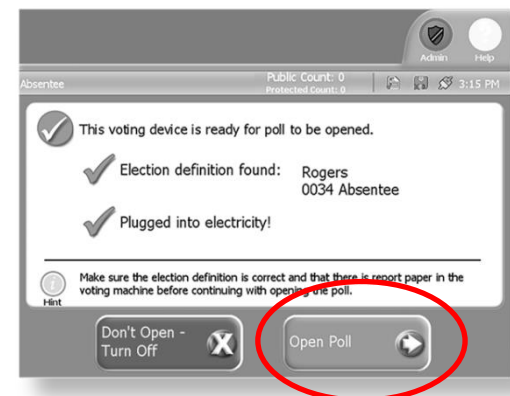 Admin Help
Absentee Public Count: 0 3:15 PM
Protected Count: 0
This voting device is ready for poll to be opened.
Election definition found: Rogers
0034 Absentee
Plugged into electricity!
Make sure the election definition is correct and that there is report paper in the
voting machine before continuing with opening the poll.
Hint
Don't Open -
Turn Off
Open Poll